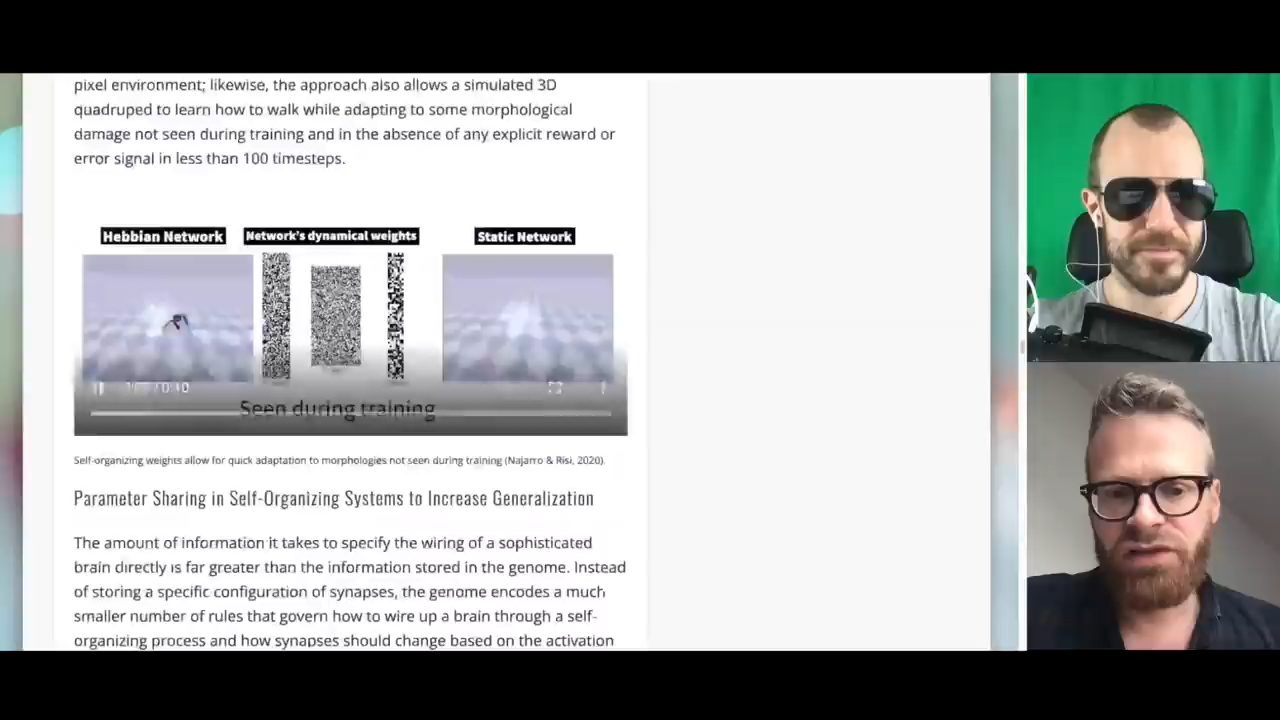 pixel environment; likewise, the approach also allows a simulated 3D
quadruped to learn how to walk while adapting to some morphological
damage not seen during training and in the absence of any explicit reward or
error signal in less than 100 timesteps.
Hebbian Network
Network's dynamical weights
Static Network
Seen during training
Self-organizing weights allow for quick adaptation to morphologies not seen during training (Najarro & Risi, 2020).
Parameter Sharing in Self-Organizing Systems to Increase Generalization
The amount of information it takes to specify the wiring of a sophisticated
brain directly is far greater than the information stored in the genome. Instead
of storing a specific configuration of synapses, the genome encodes a much
smaller number of rules that govern how to wire up a brain through a self-
organizing process and how synapses should change based on the activation